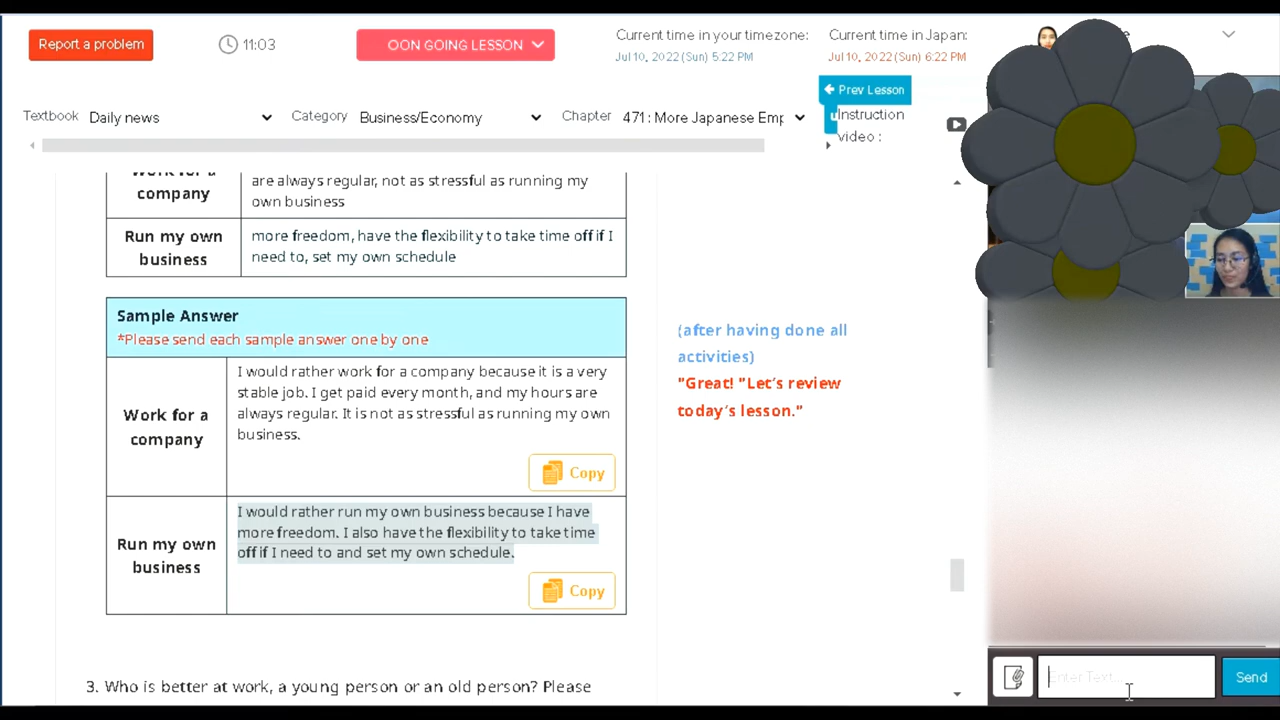 Report a problem
11:03
OON GOING LESSON
Current time in your timezone:
Jul 10, 2022 (Sun) 5:22 PM
Current time in Japan:
Jul 10, 2022 (Sun) 6:22 PM
Prev Lesson
Textbook Daily news
Category Business/Economy
Chapter 471 : More Japanese Emp
Instruction
video :
Work for a
company
are always regular, not as stressful as running my
own business
Run my own
business
more freedom, have the flexibility to take time off if I
need to, set my own schedule
Sample Answer
*Please send each sample answer one by one
Work for a
company
I would rather work for a company because it is a very
stable job. I get paid every month, and my hours are
always regular. It is not as stressful as running my own
business.
Copy
Run my own
business
I would rather run my own business because I have
more freedom. I also have the flexibility to take time
off if I need to and set my own schedule.
Copy
(after having done all
activities)
"Great! "Let's review
today's lesson."
3. Who is better at work, a young person or an old person? Please
Enter Text...
Send